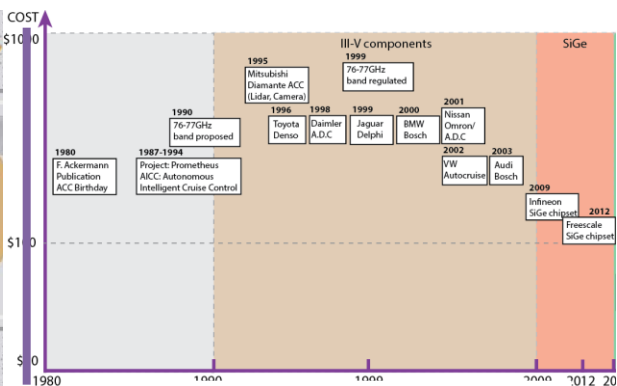 COST
$1000
III-V components
SiGe
1995
Mitsubishi
Diamante ACC
(Lidar, Camera)
1999
76-77GHz
band regulated
1990
76-77GHz
band proposed
1996
Toyota
Denso
1998
Daimler
A.D.C
1999
Jaguar
Delphi
2000
BMW
Bosch
2001
Nissan
Omron/
A.D.C
1980
F. Ackermann
Publication
ACC Birthday
1987-1994
Project: Prometheus
AICC: Autonomous
Intelligent Cruise Control
2002
VW
Autocruise
2003
Audi
Bosch
2009
Infineon
SiGe chipset
2012
Freescale
SiGe chipset
$100
1980
1990
1999
2009
2012